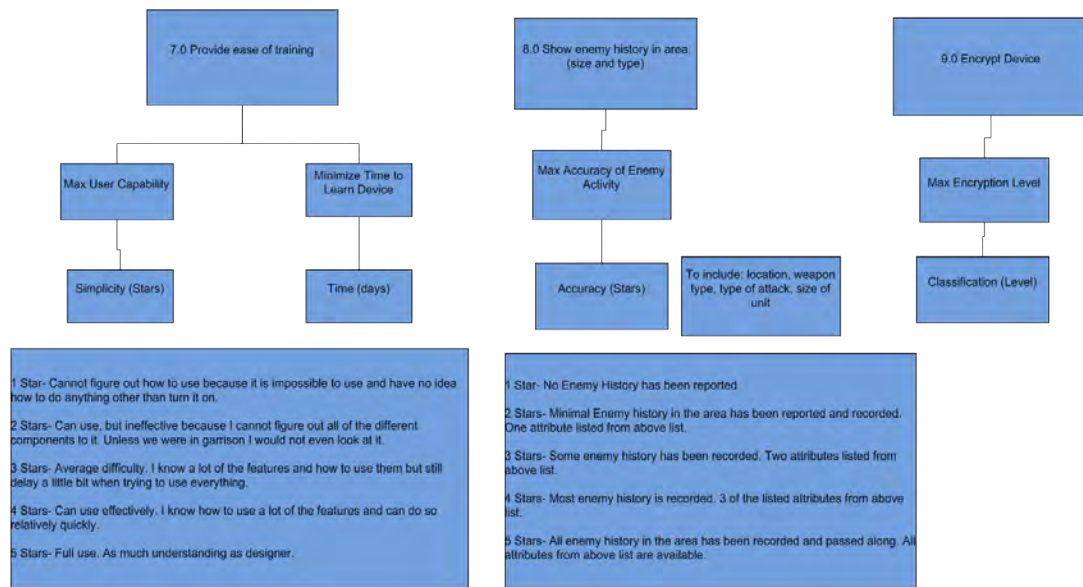 7.0 Provide ease of training
8.0 Show enemy history in area
(size and type)
9.0 Encrypt Device
Max User Capability
Minimize Time to
Learn Device
Max Accuracy of Enemy
Activity
Max Encryption Level
Simplicity (Stars)
Time (days)
Accuracy (Stars)
To include: location, weapon
type, type of attack, size of
unit
Classification (Level)
1 Star- Cannot figure out how to use because it is impossible to use and have no idea
how to do anything other than turn it on.
2 Stars- Can use, but ineffective because I cannot figure out all of the different
components to it. Unless we were in garrison I would not even look at it.
3 Stars- Average difficulty. I know a lot of the features and how to use them but still
delay a little bit when trying to use everything.
4 Stars- Can use effectively. I know how to use a lot of the features and can do so
relatively quickly.
5 Stars- Full use. As much understanding as designer.
1 Star- No Enemy History has been reported
2 Stars- Minimal Enemy history in the area has been reported and recorded.
One attribute listed from above list.
3 Stars- Some enemy history has been recorded. Two attributes listed from
above list.
4 Stars- Most enemy history is recorded. 3 of the listed attributes from above
list.
5 Stars- All enemy history in the area has been recorded and passed along. All
attributes from above list are available.